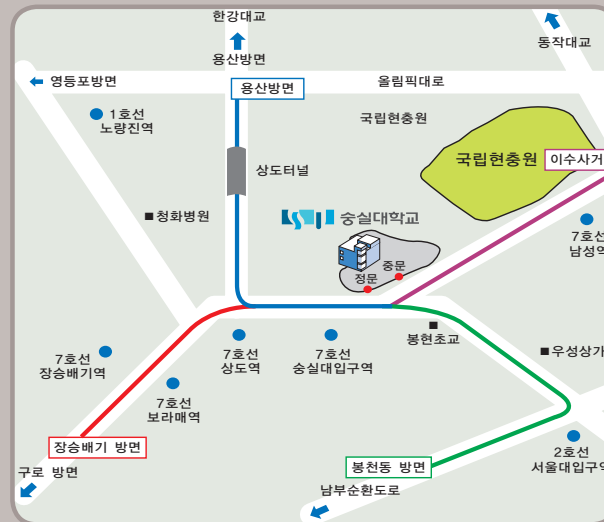 한강대교
동작대교
용산방면
영등포방면
용산방면
올림픽대로
1호선
노량진역
국립현충원
국립현충원
이수사거
상도터널
■청화병원
숭실대학교
7호선
남성역
중문
정문
봉현초교
■우성상가
7호선
장승배기역
7호선
상도역
7호선
숭실대입구역
7호선
보라매역
장승배기 방면
구로 방면
봉천동 방면
2호선
서울대입구역
남부순환도로